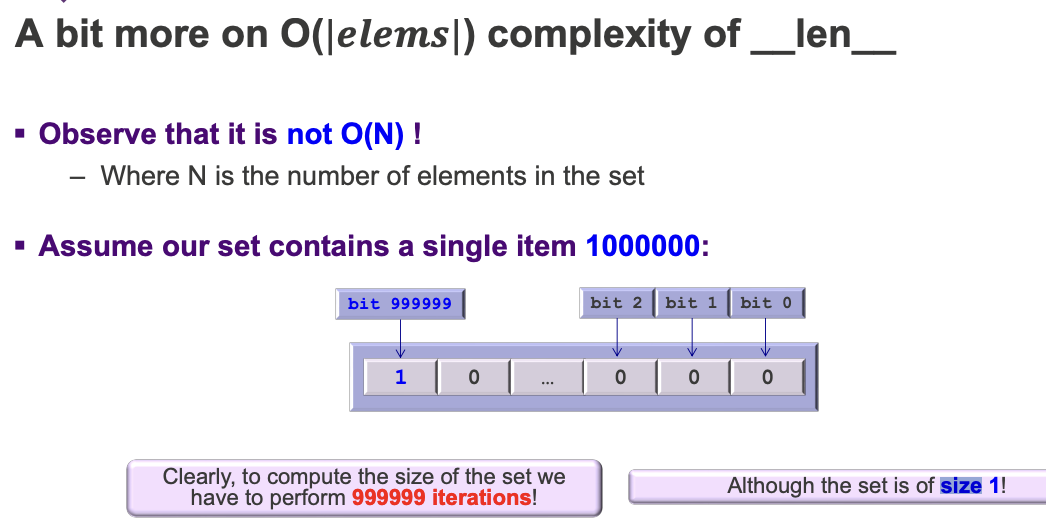 A bit more on O(|elems|) complexity of __len__
▪ Observe that it is not O(N) !
– Where N is the number of elements in the set
▪ Assume our set contains a single item 1000000:
bit 999999 bit 2 bit 1 bit 0
1 0 ... 0 0 0
Clearly, to compute the size of the set we
have to perform 999999 iterations!
Although the set is of size 1!